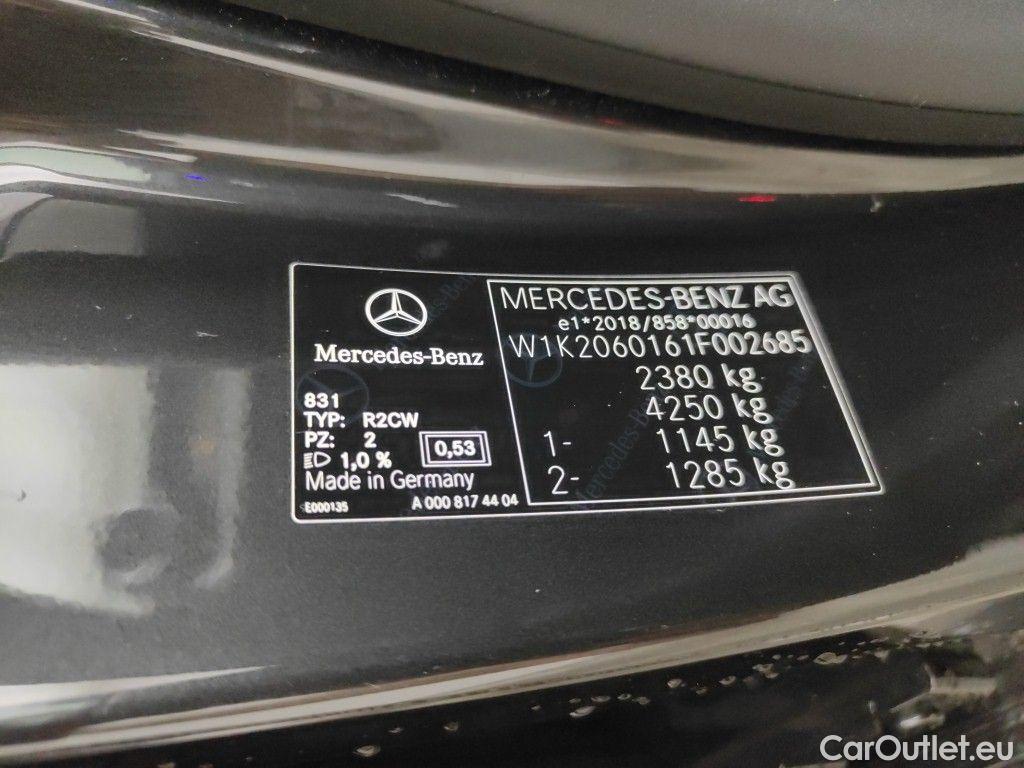 Mercedes-Benz
831
TYP: R2CW
PZ: 2
0,53
1,0 %
Made in Germany
E000135
A 000 817 44 04
MERCEDES-BENZ AG
e1*2018/858*00016
W1K2060161F002685
2380 kg
4250 kg
1- 1145 kg
2- 1285 kg
CarOutlet.eu